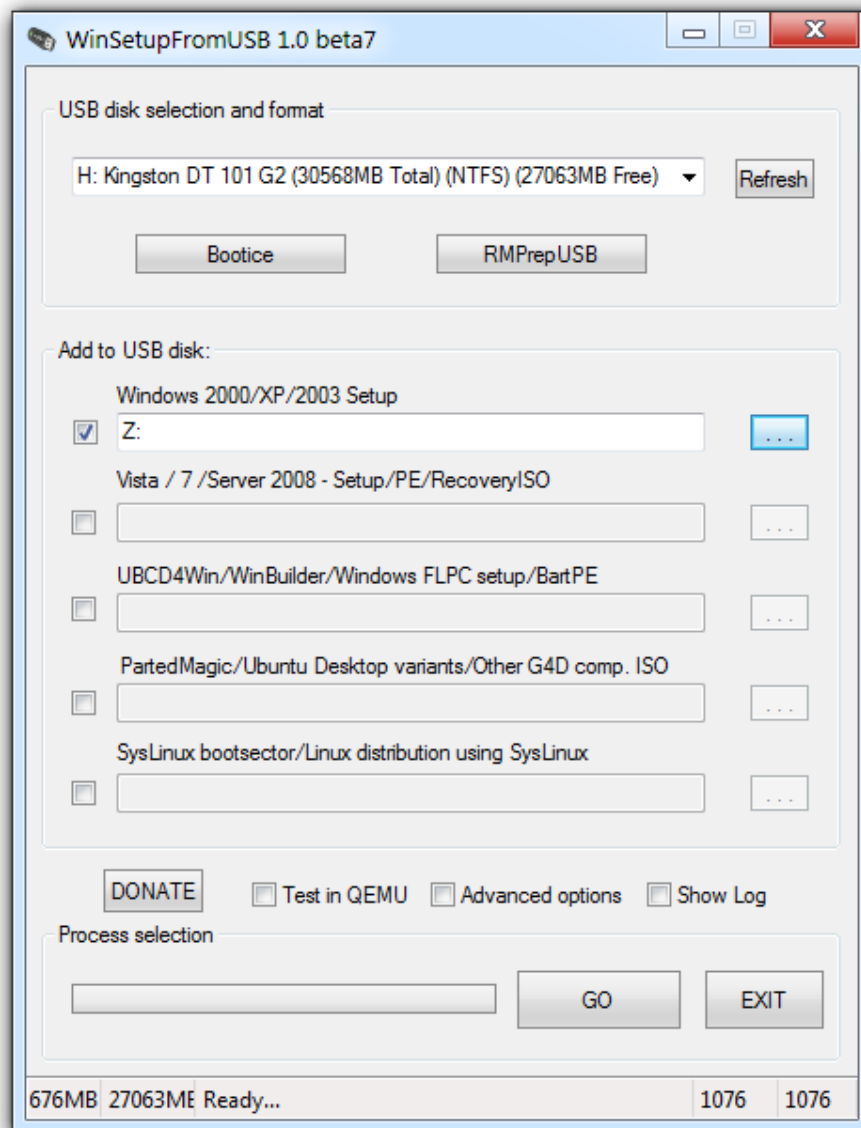 WinSetupFromUSB 1.0 beta7
USB disk selection and format
H: Kingston DT 101 G2 (30568MB Total) (NTFS) (27063MB Free)
Refresh
Bootice
RMPrepUSB
Add to USB disk:
Windows 2000/XP/2003 Setup
Z:
...
Vista / 7 /Server 2008 - Setup/PE/RecoveryISO
...
UBCD4Win/WinBuilder/Windows FLPC setup/BartPE
...
PartedMagic/Ubuntu Desktop variants/Other G4D comp. ISO
...
SysLinux bootsector/Linux distribution using SysLinux
...
DONATE
Test in QEMU
Advanced options
Show Log
Process selection
GO
EXIT
676MB 27063ME Ready... 1076 1076